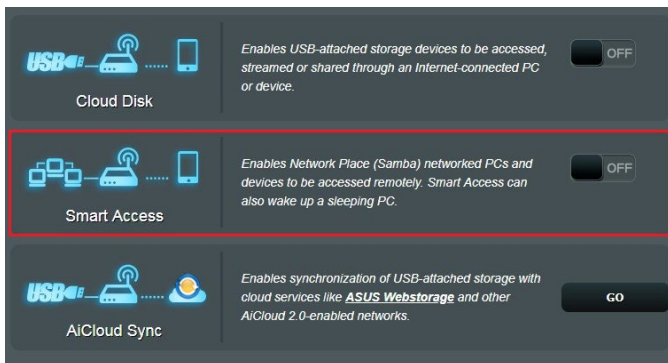 USB
Cloud Disk
Enables USB-attached storage devices to be accessed,
streamed or shared through an Internet-connected PC
or device.
OFF
Smart Access
Enables Network Place (Samba) networked PCs and
devices to be accessed remotely. Smart Access can
also wake up a sleeping PC.
OFF
USB
AiCloud Sync
Enables synchronization of USB-attached storage with
cloud services like ASUS Webstorage and other
AiCloud 2.0-enabled networks.
GO